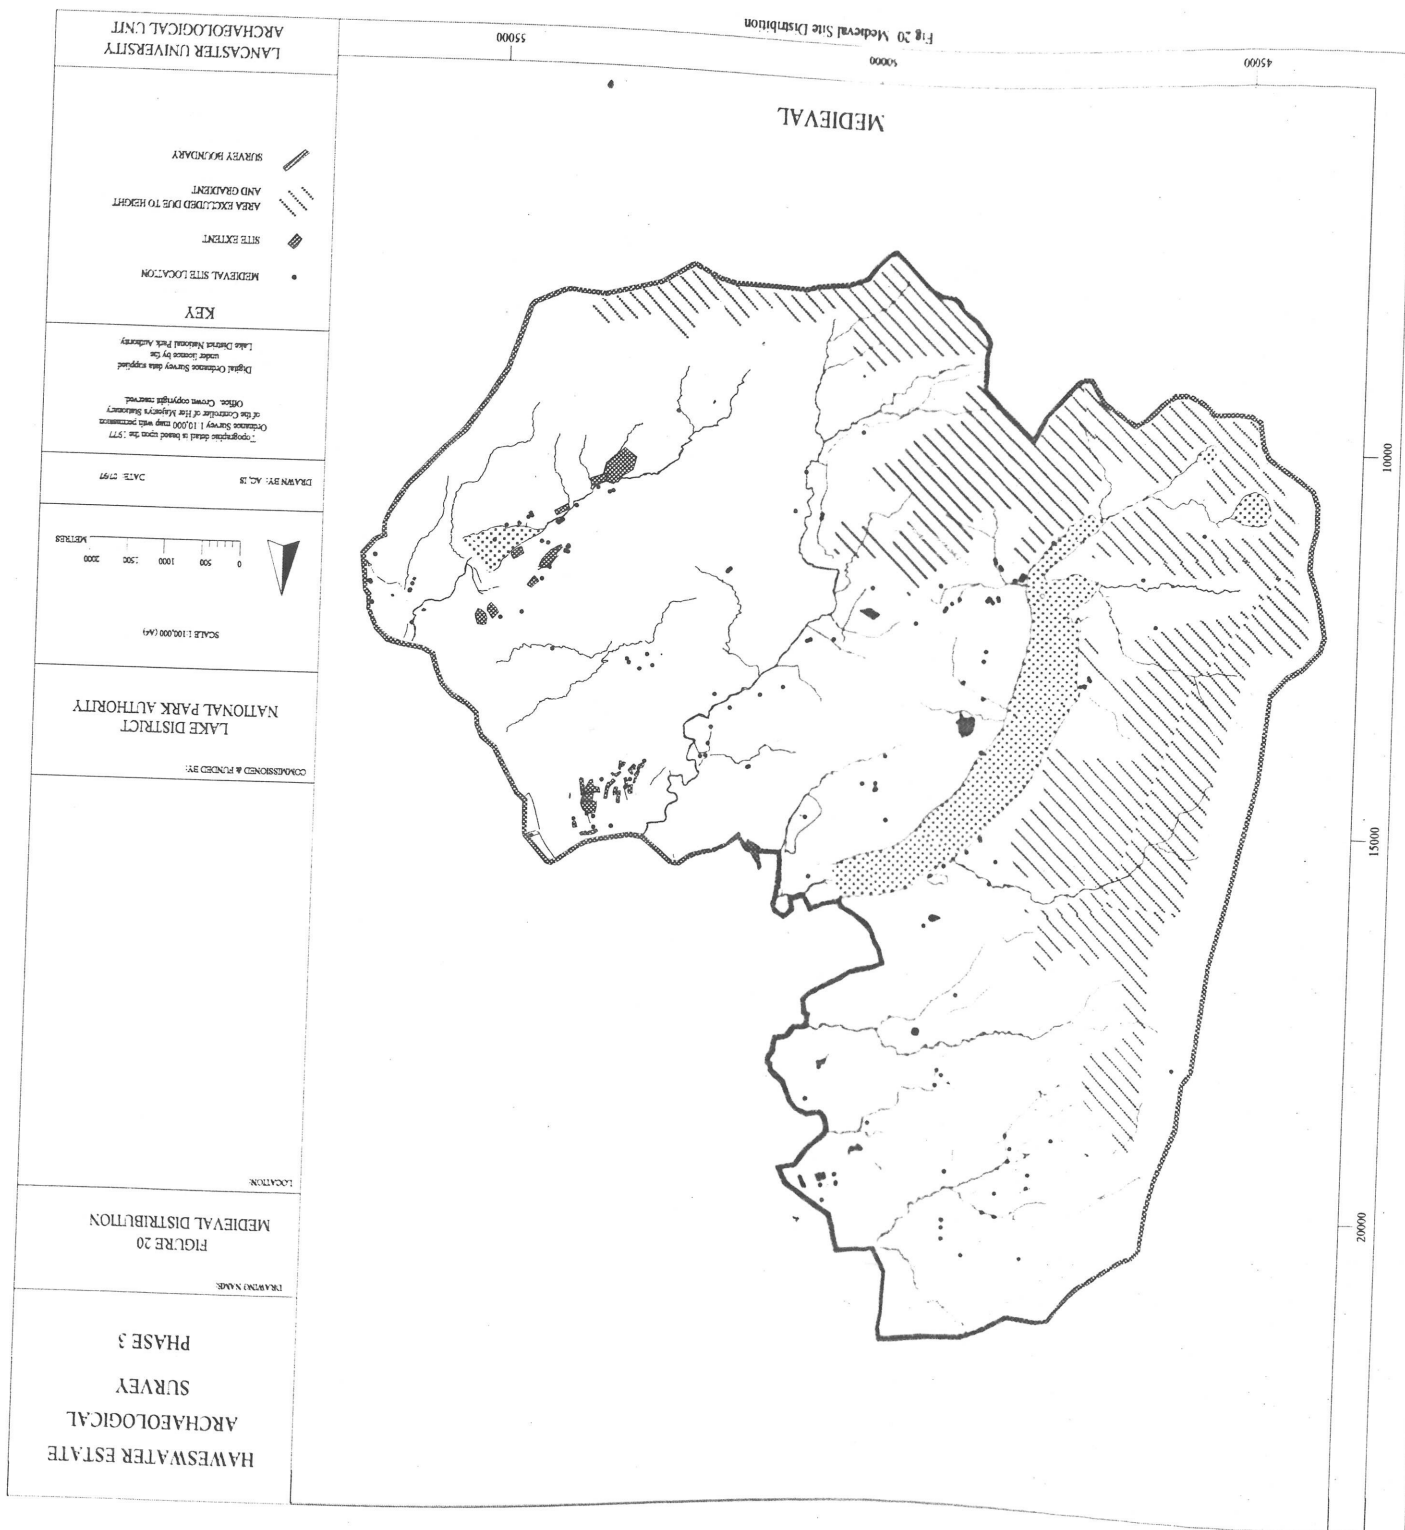 HAWESWATER ESTATE
ARCHAEOLOGICAL
SURVEY
PHASE 3
DRAWING NAME:
FIGURE 20
MEDIEVAL DISTRIBUTION
LOCATION:
COMMISSIONED & FUNDED BY:
LAKE DISTRICT
NATIONAL PARK AUTHORITY
SCALE 1:100,000 (A4)
0 500 1000 1500 2000
METRES
DRAWN BY: AC, JS DATE: 07/97
Topographic detail is based upon the 1977
Ordnance Survey 1 10,000 map with permission
of the Controller of Her Majesty's Stationary
Office. Crown copyright reserved.
Digital Ordnance Survey data supplied
under licence by the
Lake District National Park Authority
KEY
MEDIEVAL SITE LOCATION
SITE EXTENT
AREA EXCLUDED DUE TO HEIGHT
AND GRADIENT
SURVEY BOUNDARY
LANCASTER UNIVERSITY
ARCHAEOLOGICAL UNIT
20000
15000
10000
MEDIEVAL
45000
50000
55000
Fig 20 Medieval Site Distribution